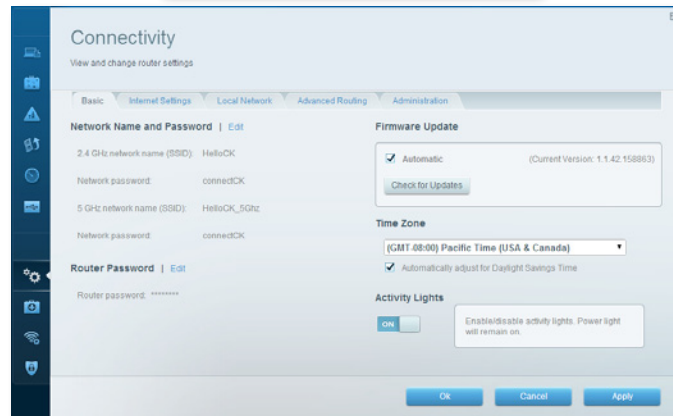 Connectivity
View and change router settings
Basic Internet Settings Local Network Advanced Routing Administration
Network Name and Password | Edit
2.4 GHz network name (SSID): HelloCK
Network password: connectCK
5 GHz network name (SSID): HelloCK_5Ghz
Network password: connectCK
Router Password | Edit
Router password: ********
Firmware Update
Automatic (Current Version: 1.1.42.158863)
Check for Updates
Time Zone
(GMT-08:00) Pacific Time (USA & Canada)
Automatically adjust for Daylight Savings Time
Activity Lights
ON
Enable/disable activity lights. Power light
will remain on.
Ok Cancel Apply